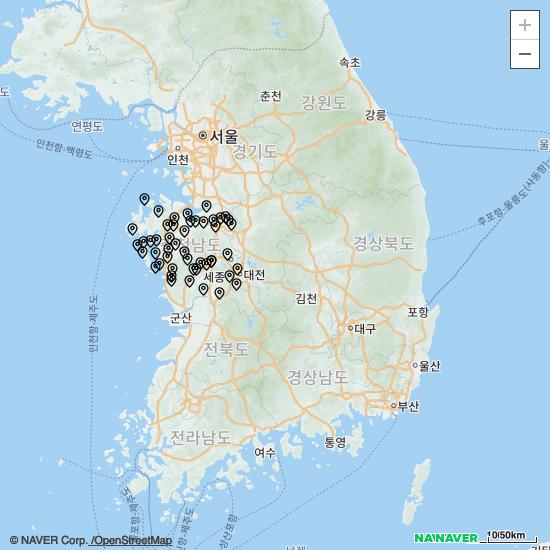 속초
춘천
강원도
도
강릉
연평도
서울
울
인천항-백령도
인천
경기도
후포항-울릉도(사동항)
전남도
경상북도
세종
대전
김천
포항
인천항-제주도
군산
대구
전북도
울산
경상남도
부산
전라남도
통영
여수
© NAVER Corp. /OpenStreetMap
NAVER
10/50km